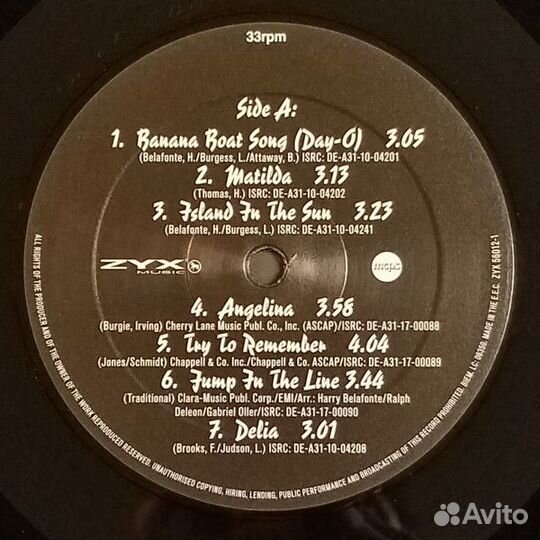 33rpm
Side A:
1. Banana Boat Song (Day-O) 3.05
(Belafonte, H./Burgess, L./Attaway, B.) ISRC: DE-A31-10-04201
2. Matilda 3.13
(Thomas, H.) ISRC: DE-A31-10-04202
3. Island In The Sun 3.23
(Belafonte, H./Burgess, L.) ISRC: DE-A31-10-04241
ZYX
MUSIC
mcps
4. Angelina 3.58
(Burgie, Irving) Cherry Lane Music Publ. Co., Inc. (ASCAP)/ISRC: DE-A31-17-00088
5. Try To Remember 4.04
(Jones/Schmidt) Chappell & Co. Inc./Chappell & Co. ASCAP/ISRC: DE-A31-17-00089
6. Jump In The Line 3.44
(Traditional) Clara-Music Publ. Corp./EMI/Arr.: Harry Belafonte/Ralph
Deleon/Gabriel Oller/ISRC: DE-A31-17-00090
7. Delia 3.01
(Brooks, F./Judson, L.) ISRC: DE-A31-10-04208
ALL RIGHTS OF THE PRODUCER AND OF THE OWNER OF THE WORK REPRODUCED RESERVED. UNAUTHORISED COPYING, HIRING, LENDING, PUBLIC PERFORMANCE AND BROADCASTING OF THIS RECORD PROHIBITED. BIEM. LC: 06350. MADE IN THE E.E.C. ZYX 56012-1
Avito